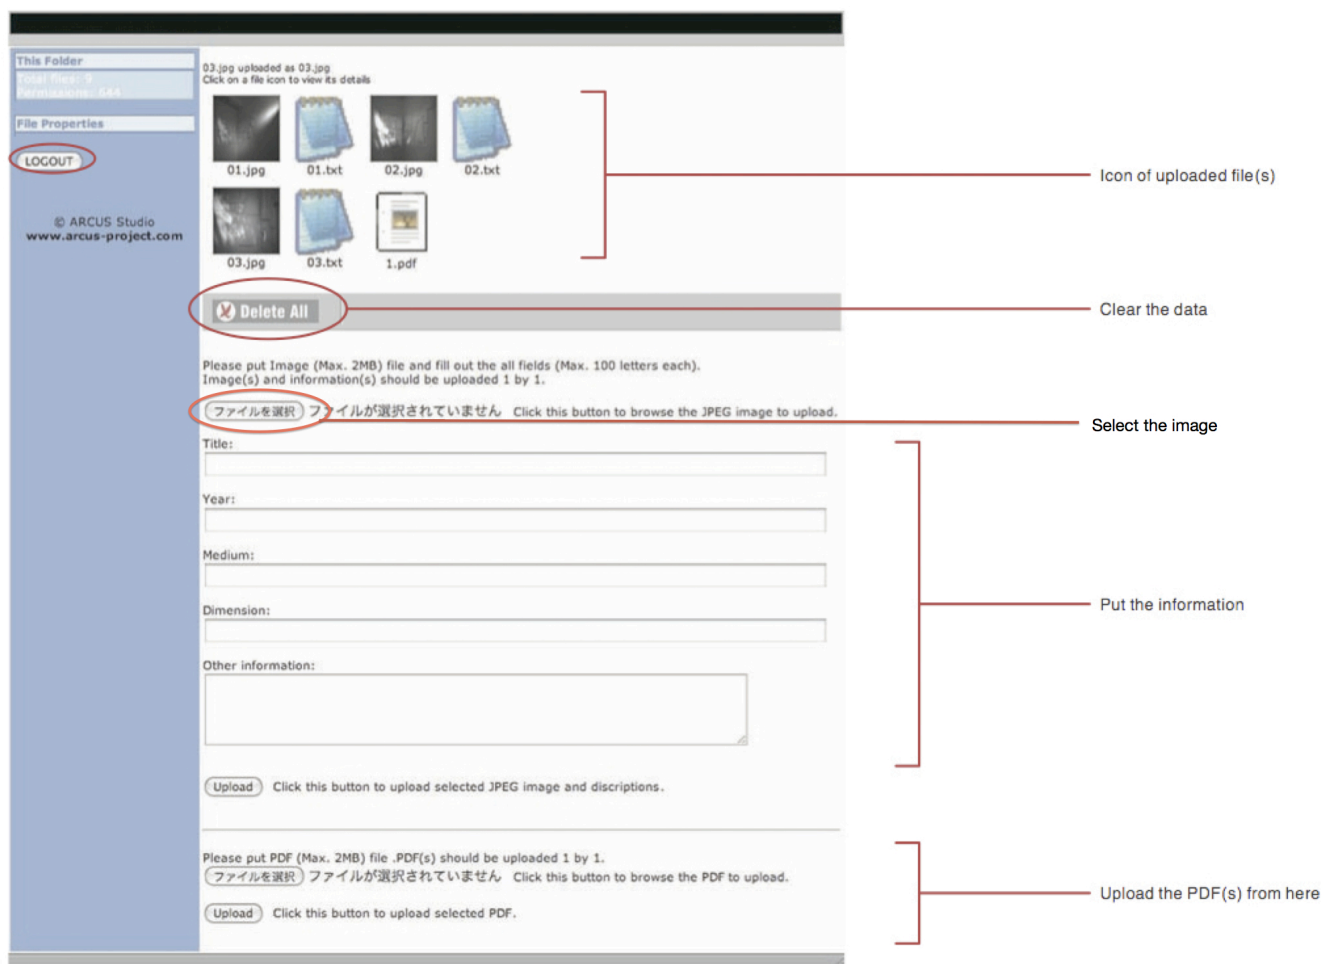 This Folder
Total files: 9
Permissions: 644
File Properties
LOGOUT
© ARCUS Studio
www.arcus-project.com
03.jpg uploaded as 03.jpg
Click on a file icon to view its details
01.jpg 01.txt 02.jpg 02.txt
03.jpg 03.txt 1.pdf
Icon of uploaded file(s)
Delete All
Clear the data
Please put Image (Max. 2MB) file and fill out the all fields (Max. 100 letters each).
Image(s) and information(s) should be uploaded 1 by 1.
ファイルを選択 ファイルが選択されていません Click this button to browse the JPEG image to upload.
Select the image
Title:
Year:
Medium:
Dimension:
Put the information
Other information:
Upload Click this button to upload selected JPEG image and discriptions.
Please put PDF (Max. 2MB) file .PDF(s) should be uploaded 1 by 1.
ファイルを選択 ファイルが選択されていません Click this button to browse the PDF to upload.
Upload the PDF(s) from here
Upload Click this button to upload selected PDF.